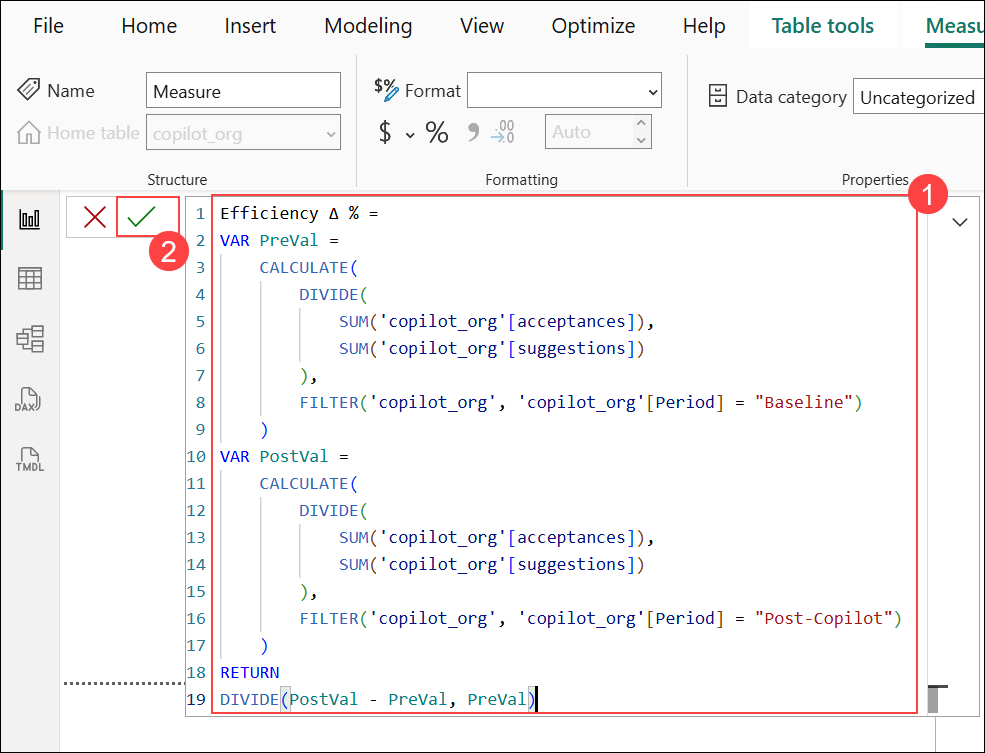 File Home Insert Modeling View Optimize Help Table tools Measu
Name Measure $% Format Data category Uncategorized
Home table copilot_org $ % Auto
Structure Formatting Properties
1
2
1 Efficiency Δ % =
2 VAR PreVal =
3 CALCULATE(
4 DIVIDE(
5 SUM('copilot_org'[acceptances]),
6 SUM('copilot_org'[suggestions])
7 ),
8 FILTER('copilot_org', 'copilot_org'[Period] = "Baseline")
9 )
10 VAR PostVal =
11 CALCULATE(
12 DIVIDE(
13 SUM('copilot_org'[acceptances]),
14 SUM('copilot_org'[suggestions])
15 ),
16 FILTER('copilot_org', 'copilot_org'[Period] = "Post-Copilot")
17 )
18 RETURN
19 DIVIDE(PostVal - PreVal, PreVal)
DAX
TMDL